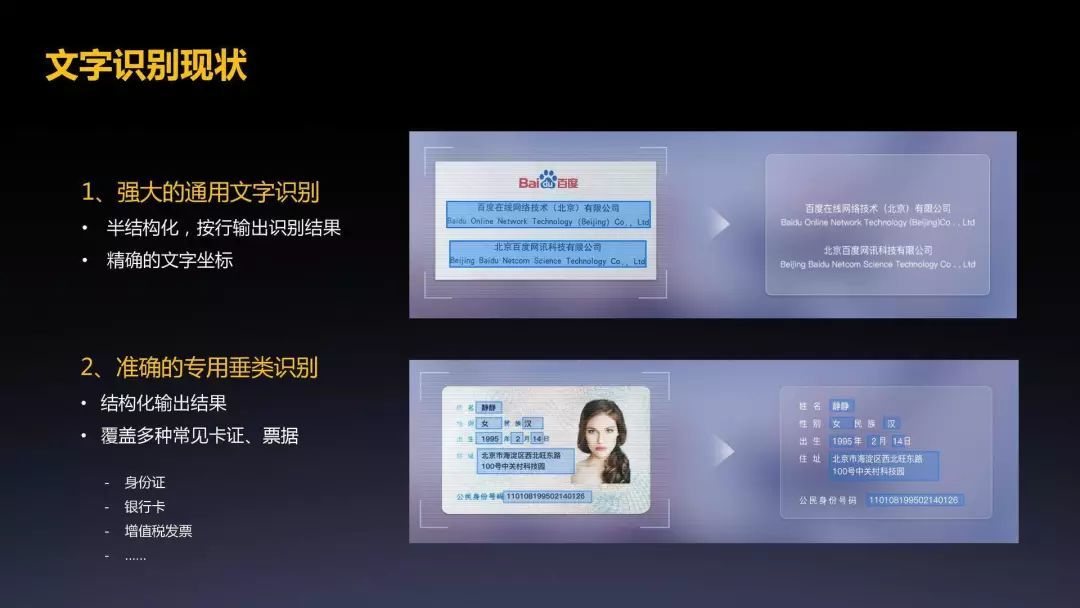 文字识别现状
1、强大的通用文字识别
• 半结构化，按行输出识别结果
• 精确的文字坐标
Bai du 百度
百度在线网络技术（北京）有限公司
Baidu Online Network Technology (Beijing) Co., Ltd
北京百度网讯科技有限公司
Beijing Baidu Netcom Science Technology Co., Ltd
百度在线网络技术（北京）有限公司
Baidu Online Network Technology (Beijing)Co . , Ltd
北京百度网讯科技有限公司
Beijing Baidu Netcom Science Technology Co., Ltd
2、准确的专用垂类识别
• 结构化输出结果
• 覆盖多种常见卡证、票据
- 身份证
- 银行卡
- 增值税发票
- ......
姓 名 静静
性 别 女 民 族 汉
出 生 1995 年 2 月 14 日
住 址 北京市海淀区西北旺东路
100号中关村科技园
公民身份号码 110108199502140126
姓 名 静静
性 别 女 民 族 汉
出 生 1995 年 2 月 14日
住 址 北京市海淀区西北旺东路
100号中关村科技园
公民身份号码 110108199502140126